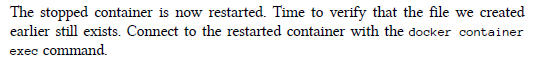 The stopped container is now restarted. Time to verify that the file we created
earlier still exists. Connect to the restarted container with the docker container
exec command.